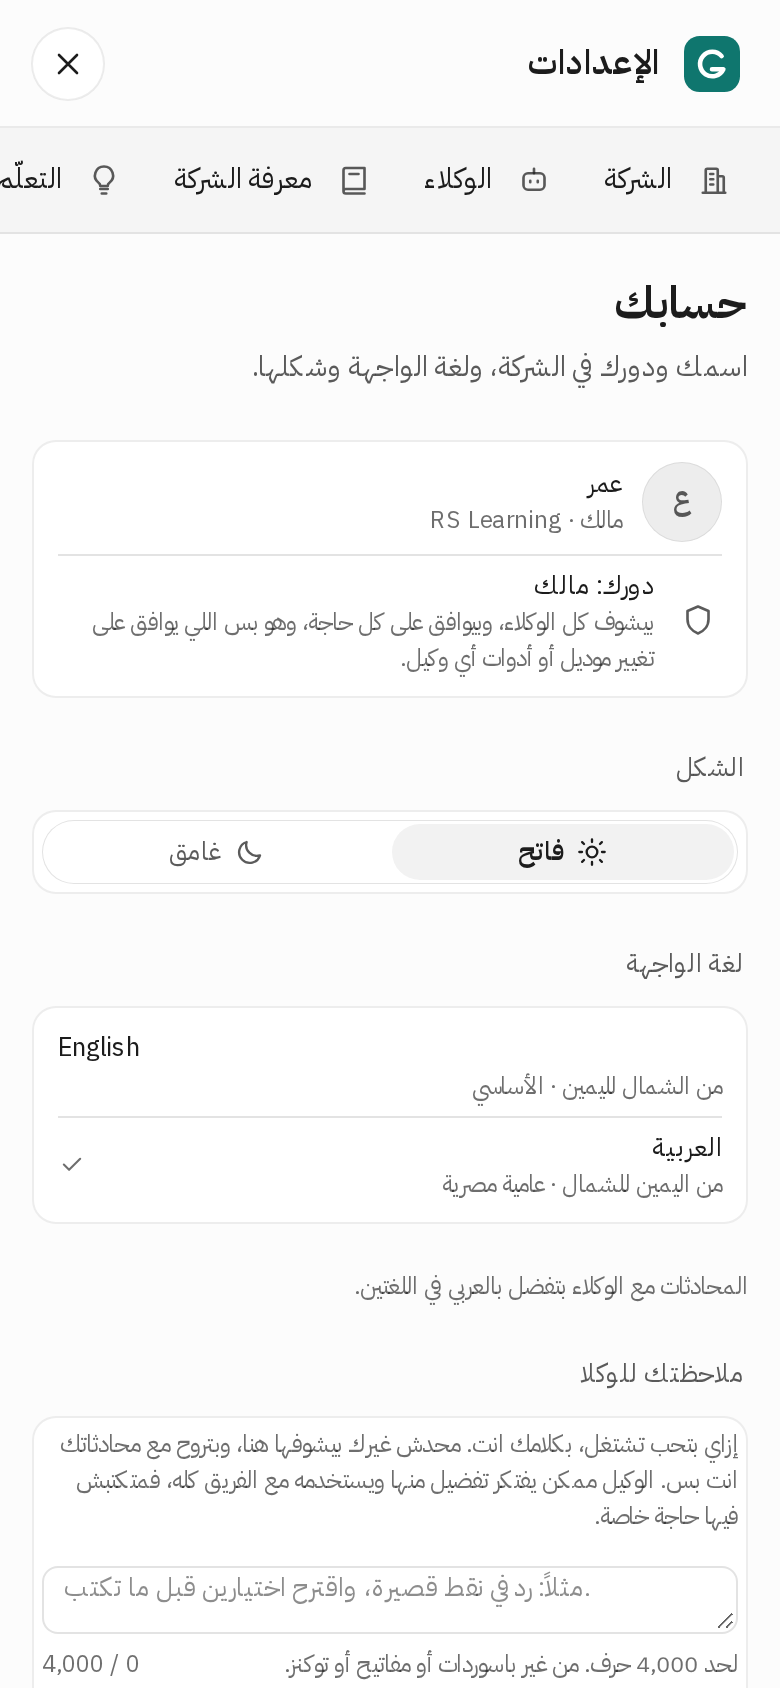 الإعدادات
G
الشركة
الوكلاء
معرفة الشركة
التعلّم
حسابك
اسمك ودورك في الشركة، ولغة الواجهة وشكلها.
ع
عمر
مالك · RS Learning
دورك: مالك
بيشوف كل الوكلاء، وبيوافق على كل حاجة، وهو بس اللي يوافق على
تغيير موديل أو أدوات أي وكيل.
الشكل
فاتح
غامق
لغة الواجهة
English
من الشمال لليمين · الأساسي
العربية
من اليمين للشمال · عامية مصرية
المحادثات مع الوكلاء بتفضل بالعربي في اللغتين.
ملاحظتك للوكلا
إزاي بتحب تشتغل، بكلامك انت. محدش غيرك بيشوفها هنا، وبتروح مع محادثاتك
انت بس. الوكيل ممكن يفتكر تفضيل منها ويستخدمه مع الفريق كله، فمتكتبش
فيها حاجة خاصة.
مثلاً: رد في نقط قصيرة، واقترح اختيارين قبل ما تكتب.
لحد 4,000 حرف. من غير باسوردات أو مفاتيح أو توكنز.
0 / 4,000